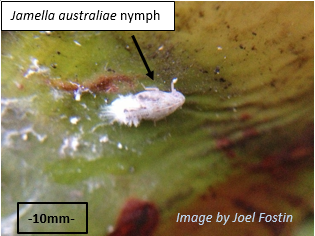 Jamella australiae nymph
-10mm-
Image by Joel Fostin